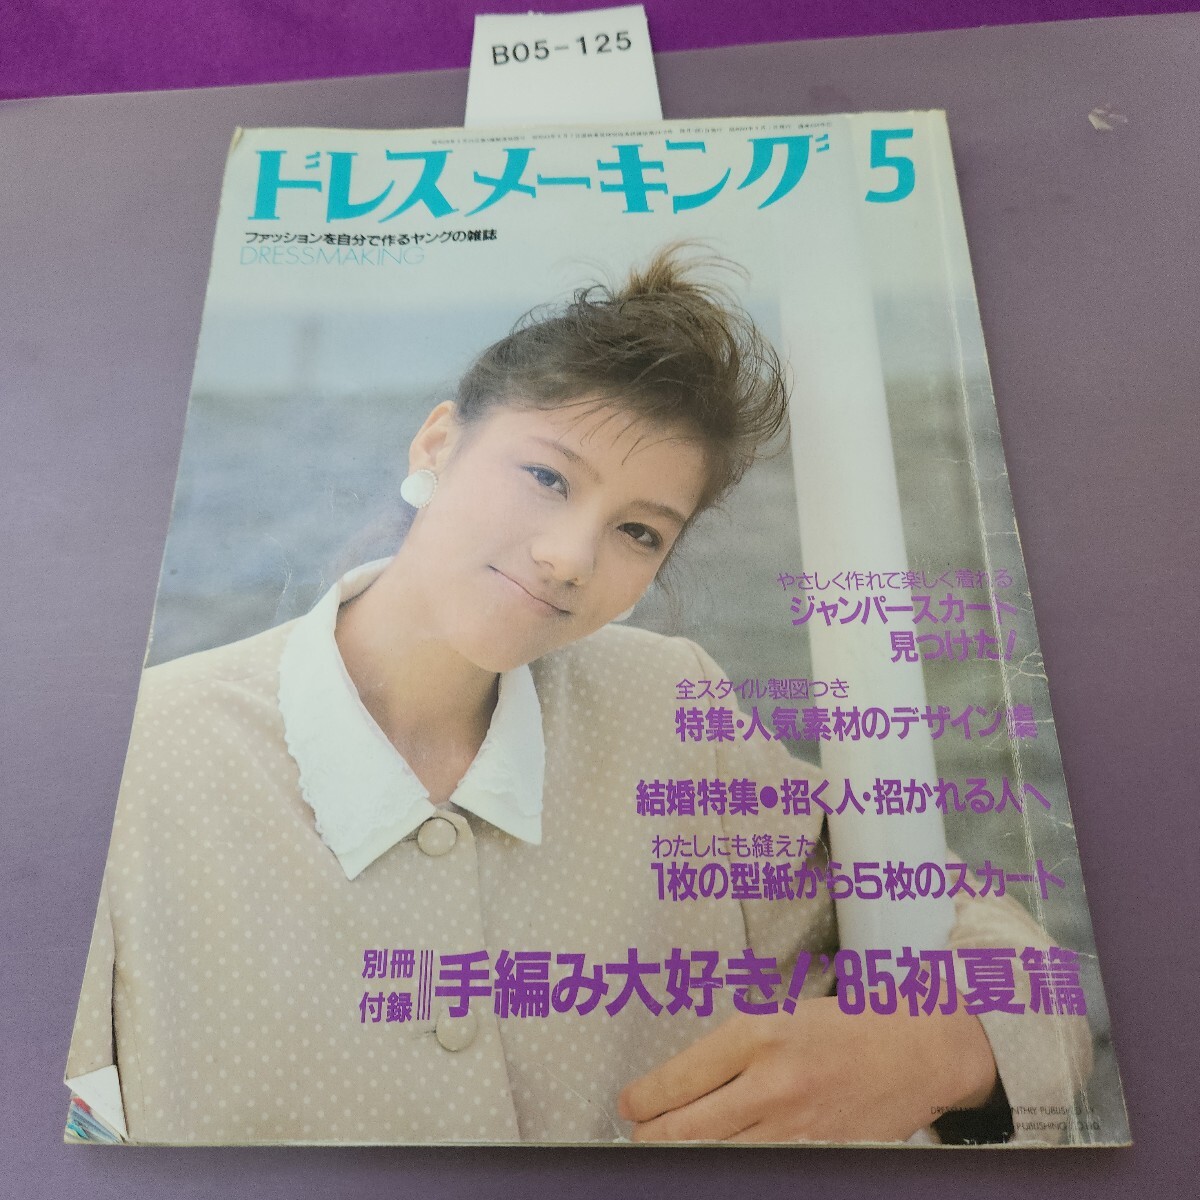 B05-125
ドレスメーキング 5
ファッションを自分で作るヤングの雑誌
DRESSMAKING
やさしく作れて楽しく着れる
ジャンパースカート
見つけた!
全スタイル製図つき
特集・人気素材のデザイン集
結婚特集●招く人・招かれる人へ
わたしにも縫えた
1枚の型紙から5枚のスカート
別冊付録 手編み大好き!'85初夏篇